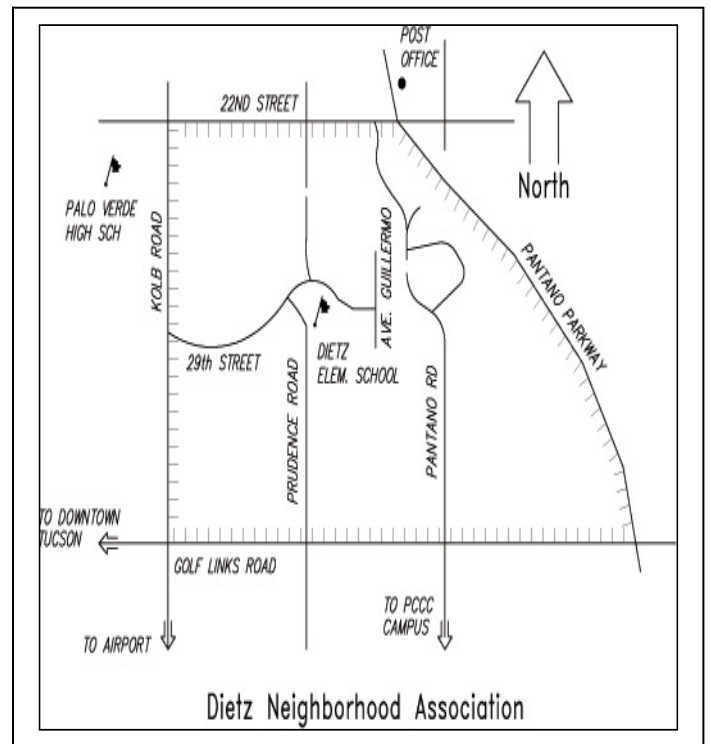 POST
OFFICE
22ND STREET
North
PALO VERDE
HIGH SCH
KOLB ROAD
AVE. GUILLERMO
PANTANO PARKWAY
29th STREET
DIETZ
ELEM. SCHOOL
PRUDENCE ROAD
PANTANO RD
TO DOWNTOWN
TUCSON
GOLF LINKS ROAD
TO AIRPORT
TO PCCC
CAMPUS
Dietz Neighborhood Association